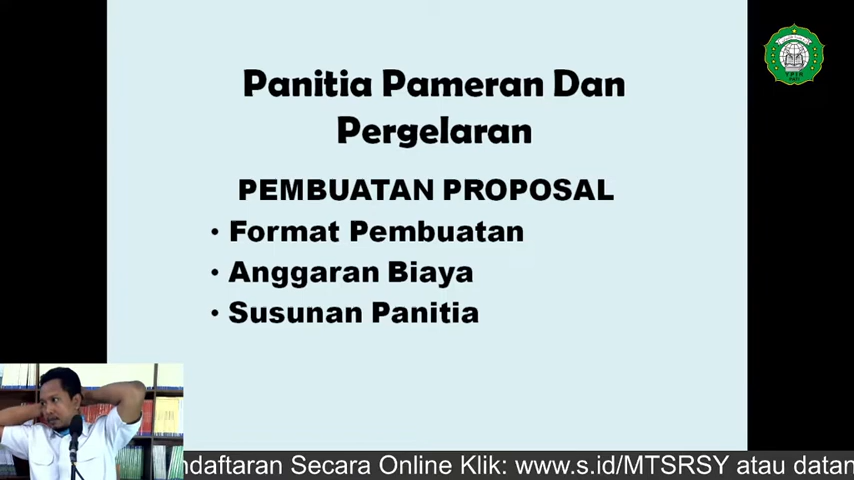 Panitia Pameran Dan
Pergelaran
PEMBUATAN PROPOSAL
• Format Pembuatan
• Anggaran Biaya
• Susunan Panitia
ndaftaran Secara Online Klik: www.s.id/MTSRSY atau datan